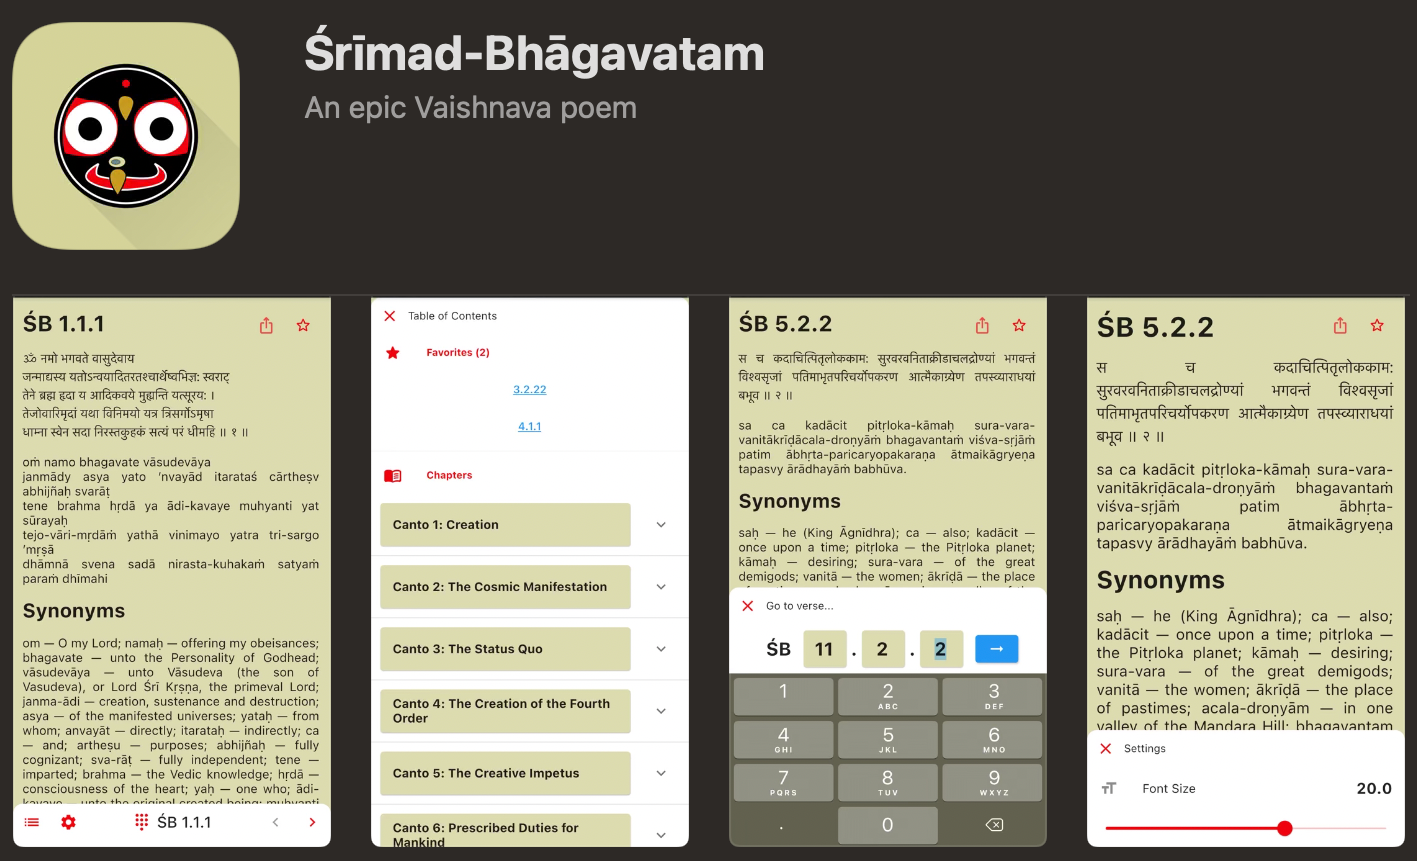 Śrīmad-Bhāgavatam
An epic Vaishnava poem
ŚB 1.1.1
ॐ नमो भगवते वासुदेवाय
जन्माद्यस्य यतोऽन्वयादितरतश्चार्थेष्वभिज्ञ: स्वराट्
तेने ब्रह्म हृदा य आदिकवये मुह्यन्ति यत्सूरय: ।
तेजोवारिमृदां यथा विनिमयो यत्र त्रिसर्गोऽमृषा
धाम्ना स्वेन सदा निरस्तकुहकं सत्यं परं धीमहि ॥ १ ॥
oṁ namo bhagavate vāsudevāya
janmādy asya yato ’nvayād itarataś cārtheṣv
abhijñaḥ svarāṭ
tene brahma hṛdā ya ādi-kavaye muhyanti yat
sūrayaḥ
tejo-vāri-mṛdāṁ yathā vinimayo yatra tri-sargo
’mṛṣā
dhāmnā svena sadā nirasta-kuhakaṁ satyaṁ
paraṁ dhīmahi
Synonyms
om — O my Lord; namaḥ — offering my obeisances;
bhagavate — unto the Personality of Godhead;
vāsudevāya — unto Vāsudeva (the son of
Vasudeva), or Lord Śrī Kṛṣṇa, the primeval Lord;
janma-ādi — creation, sustenance and destruction;
asya — of the manifested universes; yataḥ — from
whom; anvayāt — directly; itarataḥ — indirectly; ca
— and; artheṣu — purposes; abhijñaḥ — fully
cognizant; sva-rāṭ — fully independent; tene —
imparted; brahma — the Vedic knowledge; hṛdā —
consciousness of the heart; yaḥ — one who; ādi-
kavaye — unto the original created being; muhyanti
ŚB 1.1.1
Table of Contents
Favorites (2)
3.2.22
4.1.1
Chapters
Canto 1: Creation
Canto 2: The Cosmic Manifestation
Canto 3: The Status Quo
Canto 4: The Creation of the Fourth
Order
Canto 5: The Creative Impetus
Canto 6: Prescribed Duties for
Mankind
ŚB 5.2.2
स च कदाचित्पितृलोककाम: सुरवरवनिताक्रीडाचलद्रोण्यां भगवन्तं
विश्वसृजां पतिमाभृतपरिचर्योपकरण आत्मैकाग्र्येण तपस्व्याराधयां
बभूव ॥ २ ॥
sa ca kadācit pitṛloka-kāmaḥ sura-vara-
vanitākrīḍācala-droṇyāṁ bhagavantaṁ viśva-sṛjāṁ
patim ābhṛta-paricaryopakaraṇa ātmaikāgryeṇa
tapasvy ārādhayāṁ babhūva.
Synonyms
saḥ — he (King Āgnīdhra); ca — also; kadācit —
once upon a time; pitṛloka — the Pitṛloka planet;
kāmaḥ — desiring; sura-vara — of the great
demigods; vanitā — the women; ākrīḍā — the place
Go to verse...
ŚB 11 . 2 . 2 →
1 2 3
ABC DEF
4 5 6
GHI JKL MNO
7 8 9
PQRS TUV WXYZ
. 0
ŚB 5.2.2
स च कदाचित्पितृलोककाम:
सुरवरवनिताक्रीडाचलद्रोण्यां भगवन्तं विश्वसृजां
पतिमाभृतपरिचर्योपकरण आत्मैकाग्र्येण तपस्व्याराधयां
बभूव ॥ २ ॥
sa ca kadācit pitṛloka-kāmaḥ sura-vara-
vanitākrīḍācala-droṇyāṁ bhagavantaṁ
viśva-sṛjāṁ patim ābhṛta-
paricaryopakaraṇa ātmaikāgryeṇa
tapasvy ārādhayāṁ babhūva.
Synonyms
saḥ — he (King Āgnīdhra); ca — also;
kadācit — once upon a time; pitṛloka —
the Pitṛloka planet; kāmaḥ — desiring;
sura-vara — of the great demigods;
vanitā — the women; ākrīḍā — the place
of pastimes; acala-droṇyām — in one
valley of the Mandara Hill; bhagavantam
Settings
Font Size 20.0